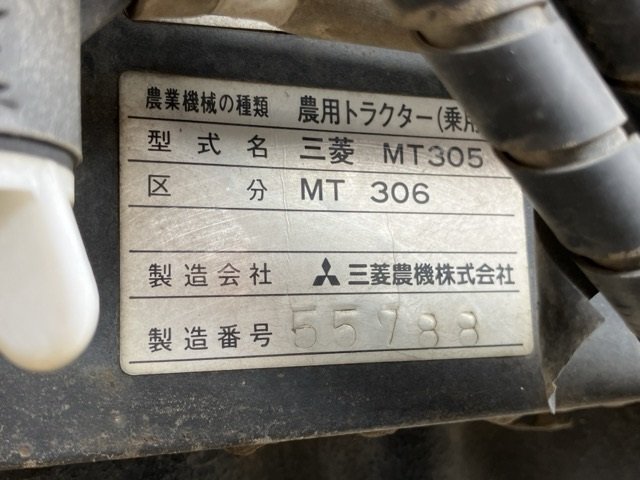 農業機械の種類 農用トラクター(乗用
型式名 三菱 MT305
区分 MT 306
製造会社 三菱農機株式会社
製造番号 55788